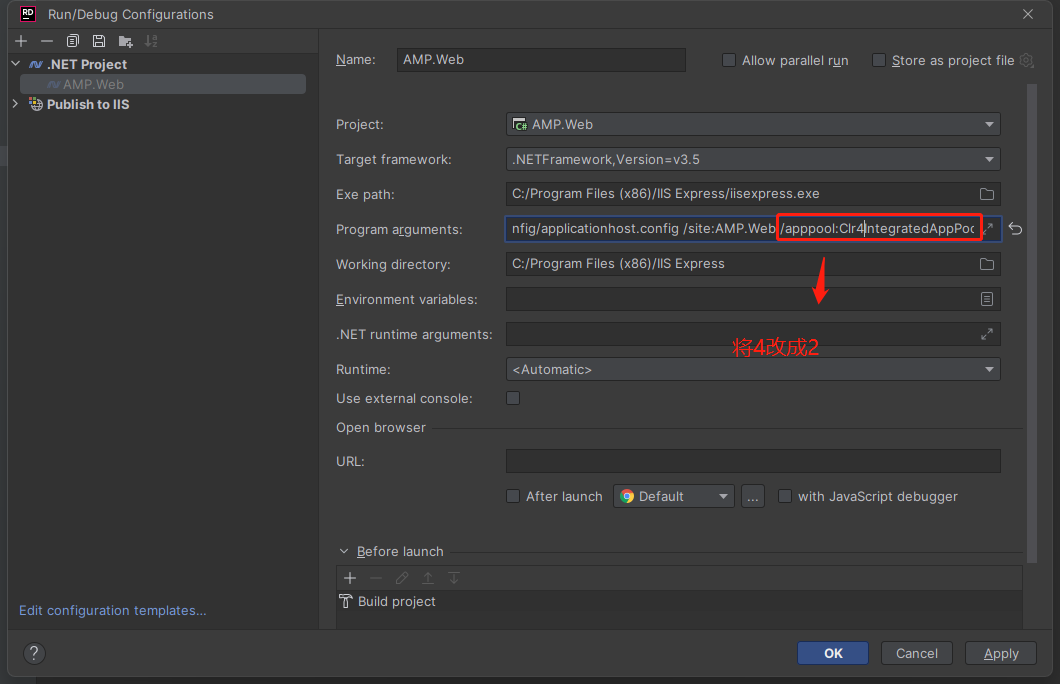 RD Run/Debug Configurations
.NET Project
AMP.Web
Publish to IIS
Edit configuration templates...
Name: AMP.Web Allow parallel run Store as project file
Project: C# AMP.Web
Target framework: .NETFramework,Version=v3.5
Exe path: C:/Program Files (x86)/IIS Express/iisexpress.exe
Program arguments: nfig/applicationhost.config /site:AMP.Web /apppool:Clr4IntegratedAppPoo
Working directory: C:/Program Files (x86)/IIS Express
Environment variables:
.NET runtime arguments:
将4改成2
Runtime: <Automatic>
Use external console:
Open browser
URL:
After launch Default ... with JavaScript debugger
Before launch
Build project
? OK Cancel Apply